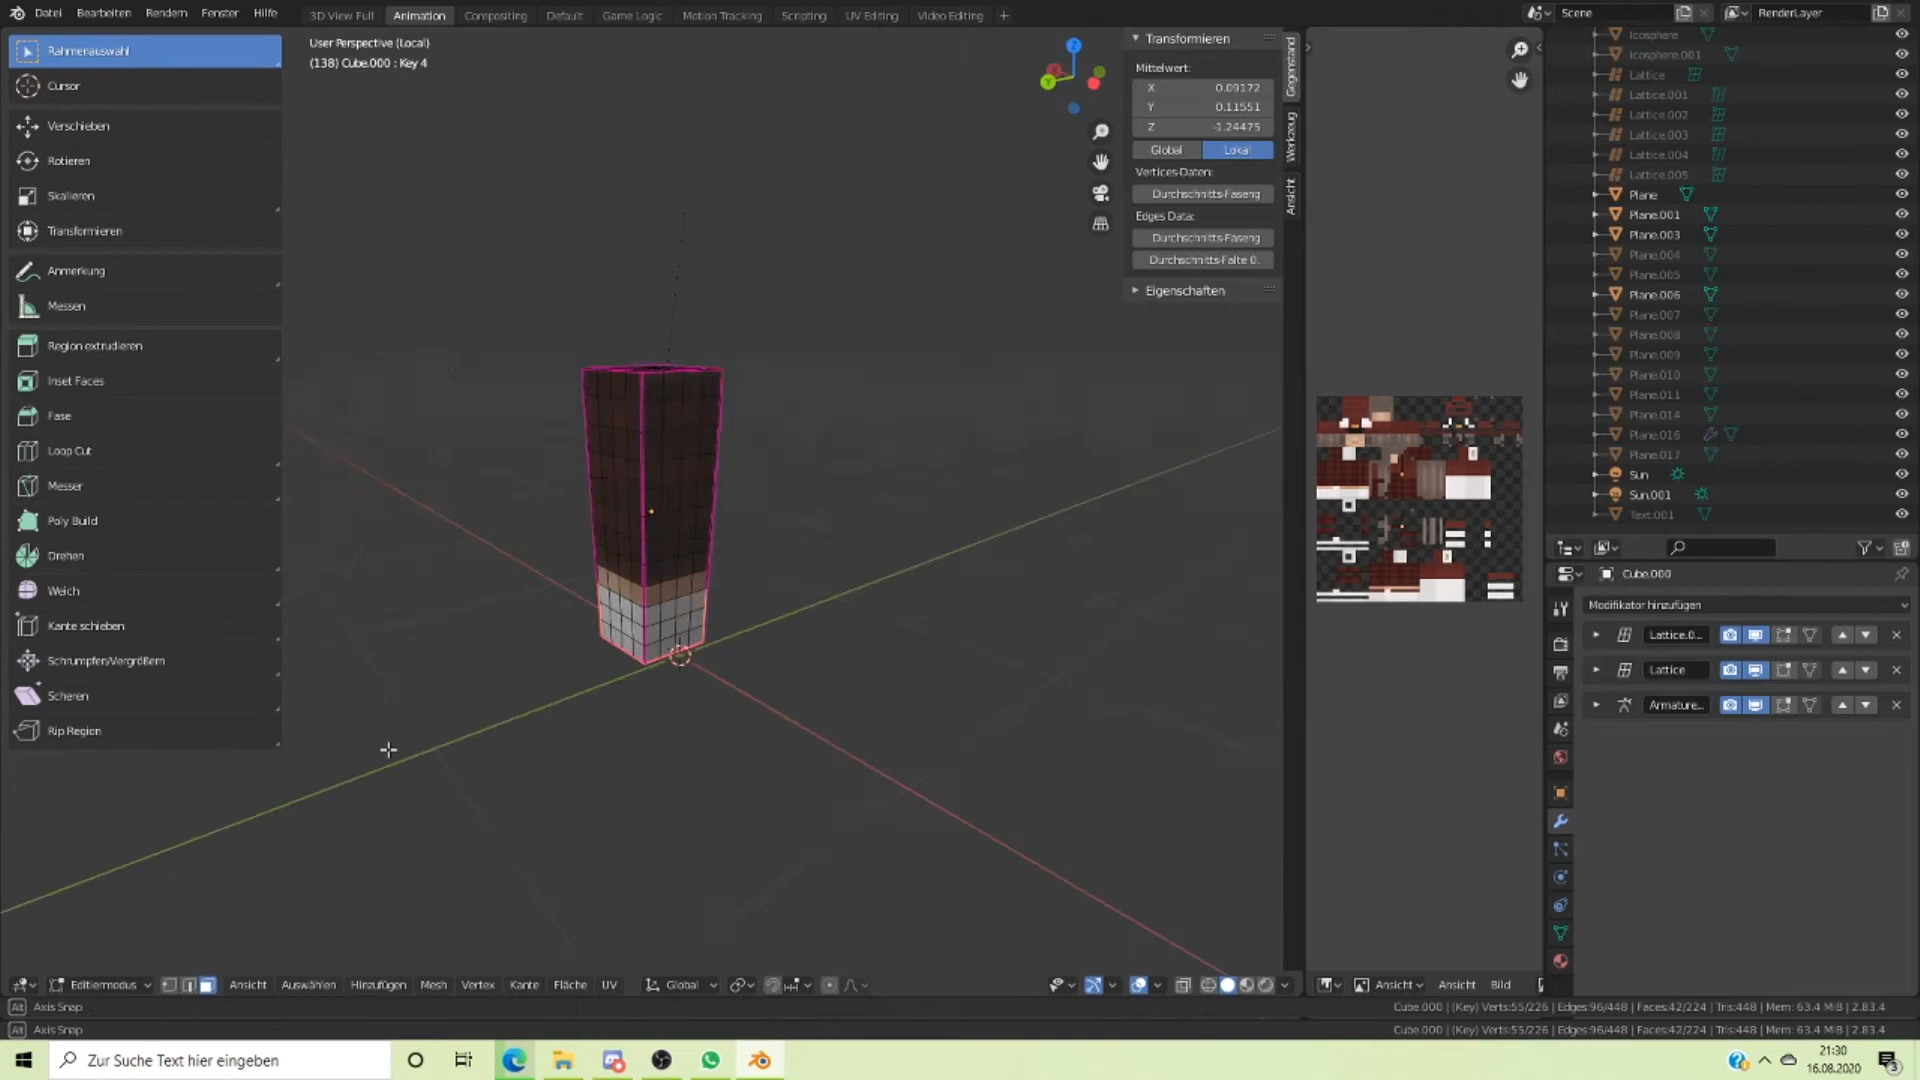 Datei Bearbeiten Rendern Fenster Hilfe
3D View Full Animation Compositing Default Game Logic Motion Tracking Scripting UV Editing Video Editing +
Scene
RenderLayer
Rahmenauswahl
Cursor
Verschieben
Rotieren
Skalieren
Transformieren
Anmerkung
Messen
Region extrudieren
Inset Faces
Fase
Loop Cut
Messer
Poly Build
Drehen
Weich
Kante schieben
Schrumpfen/Vergrößern
Scheren
Rip Region
User Perspective (Local)
(138) Cube.000 : Key 4
Z
Y
Transformieren
Mittelwert:
X 0.09172
Y 0.11551
Z -1.24475
Global Lokal
Vertices-Daten:
Durchschnitts-Faseng
Edges Data:
Durchschnitts-Faseng
Durchschnitts-Falte 0.
Eigenschaften
Gegenstand
Werkzeug
Ansicht
Icosphere
Icosphere.001
Lattice
Lattice.001
Lattice.002
Lattice.003
Lattice.004
Lattice.005
Plane
Plane.001
Plane.003
Plane.004
Plane.005
Plane.006
Plane.007
Plane.008
Plane.009
Plane.010
Plane.011
Plane.014
Plane.016
Plane.017
Sun
Sun.001
Text.001
Cube.000
Modifikator hinzufügen
Lattice.0...
Lattice
Armature...
Editiermodus Ansicht Auswählen Hinzufügen Mesh Vertex Kante Fläche UV Global
Ansicht Ansicht Bild
Alt Axis Snap
Cube.000 | (Key) Verts:55/226 | Edges:96/448 | Faces:42/224 | Tris:448 | Mem: 63.4 MiB | 2.83.4
Alt Axis Snap
Cube.000 | (Key) Verts:55/226 | Edges:96/448 | Faces:42/224 | Tris:448 | Mem: 63.4 MiB | 2.83.4
Zur Suche Text hier eingeben
21:30
16.08.2020
3